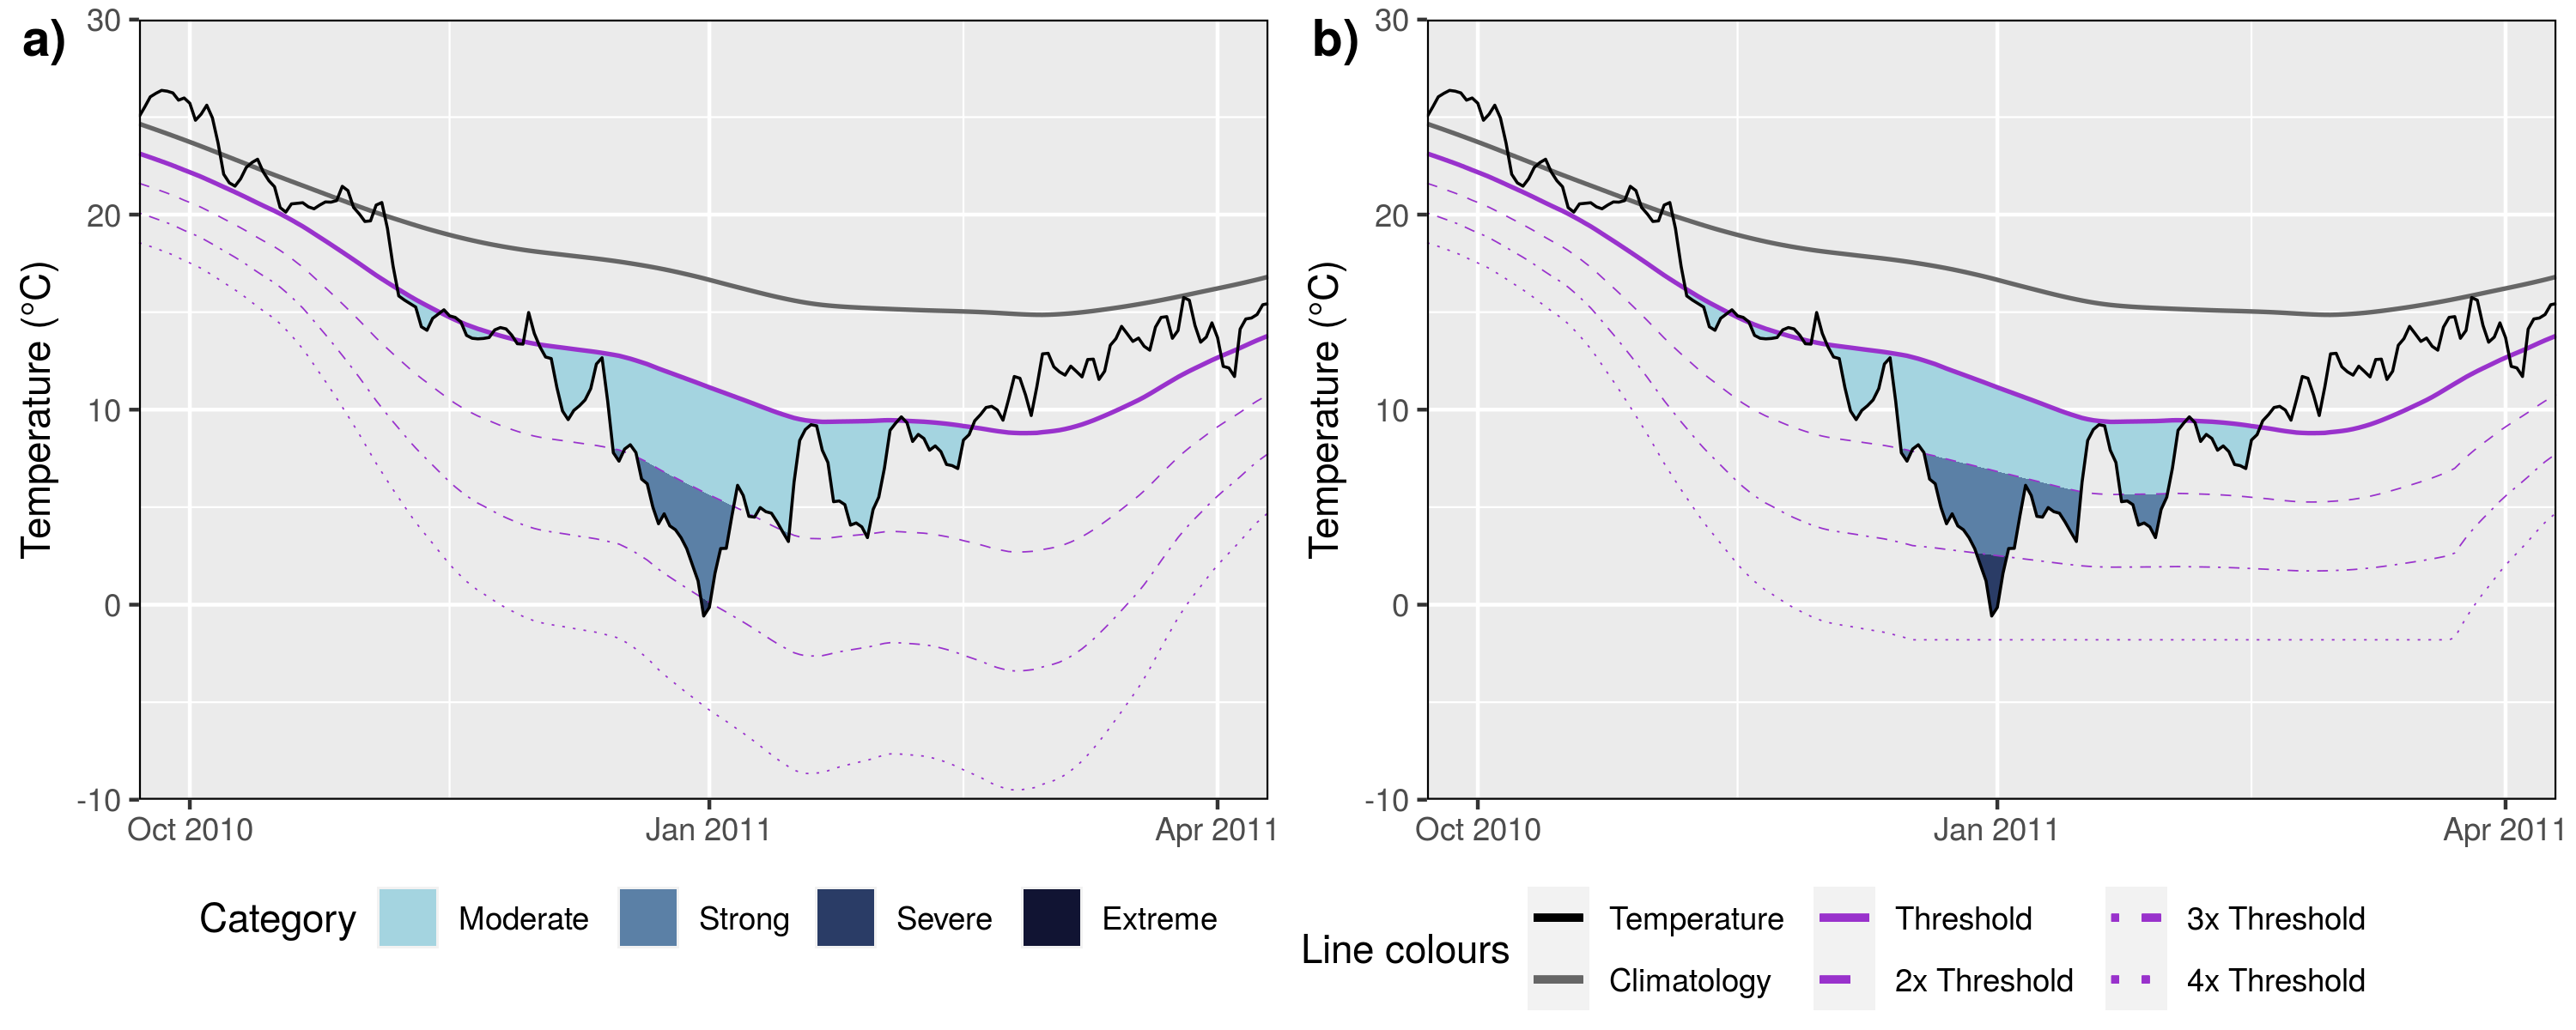 a)
30
20
10
0
-10
Temperature (°C)
Oct 2010 Jan 2011 Apr 2011
b)
30
20
10
0
-10
Temperature (°C)
Oct 2010 Jan 2011 Apr 2011
Category Moderate Strong Severe Extreme
Line colours
Temperature Threshold 3x Threshold
Climatology 2x Threshold 4x Threshold